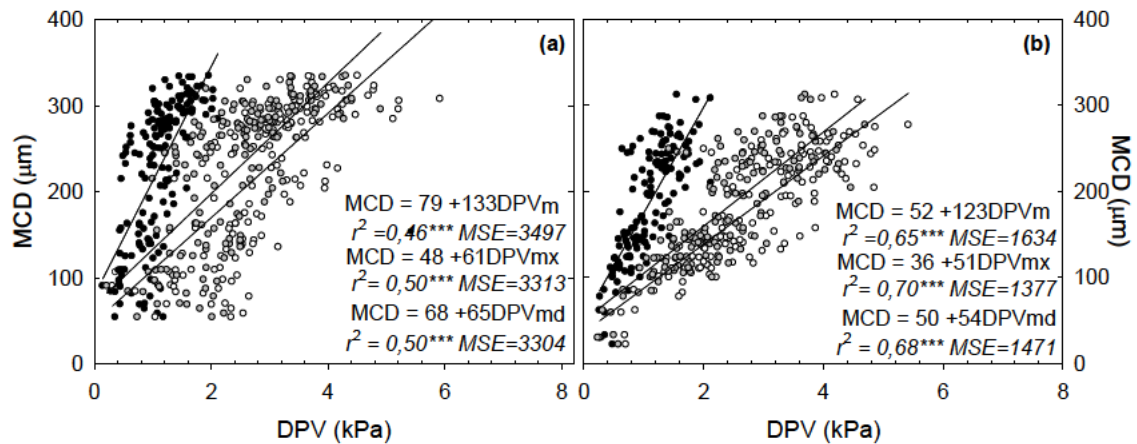 400
300
200
100
0
MCD (μm)
(a)
MCD = 79 +133DPVm
r² =0,46*** MSE=3497
MCD = 48 +61DPVmx
r² =0,50*** MSE=3313
MCD = 68 +65DPVmd
r² = 0,50*** MSE=3304
0 2 4 6 8
DPV (kPa)
(b)
MCD = 52 +123DPVm
r² =0,65*** MSE=1634
MCD = 36 +51DPVmx
r² = 0,70*** MSE=1377
MCD = 50 +54DPVmd
r² = 0,68*** MSE=1471
0 2 4 6 8
DPV (kPa)
400
300
200
100
0
MCD (μm)